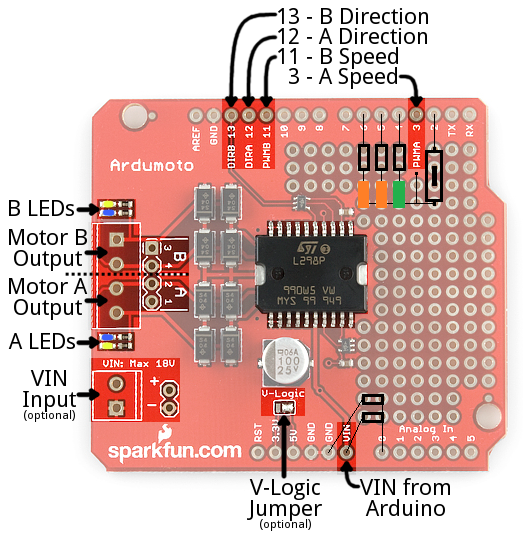 13 - B Direction
12 - A Direction
11 - B Speed
3 - A Speed
AREF
GND
DIRB 13
DIRA 12
PWMB 11
10
9
8
7
6
5
4
PWMA 3
2
TX
RX
Ardumoto
B LEDs
Motor B
Output
Motor A
Output
A LEDs
B
3 4
A
2 1
ST
L298P
99OW5 VW
MYS 99 949
VIN: Max 18V
VIN
Input
(optional)
+
-
100
25V
V-Logic
sparkfun.com
RST
3.3V
5V
GND
GND
VIN
Analog In
0
1
2
3
4
5
V-Logic
Jumper
(optional)
VIN from
Arduino